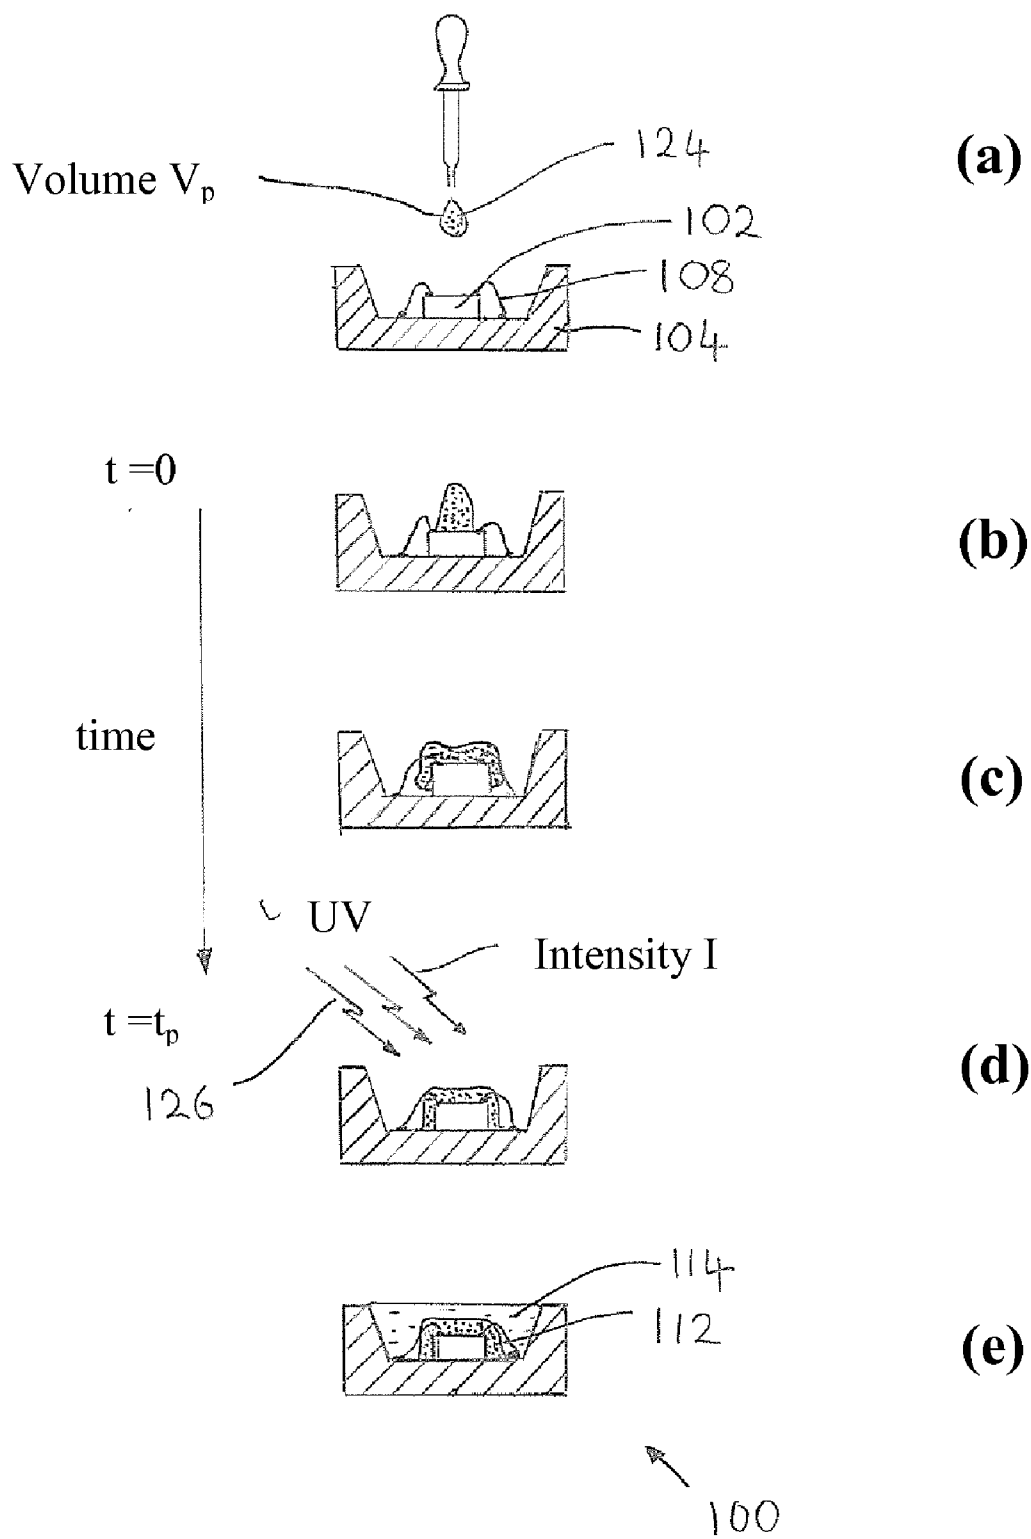 124
(a)
Volume Vp
102
108
104
t =0
(b)
time
(c)
UV
Intensity I
t =tp
126
(d)
114
112
(e)
100